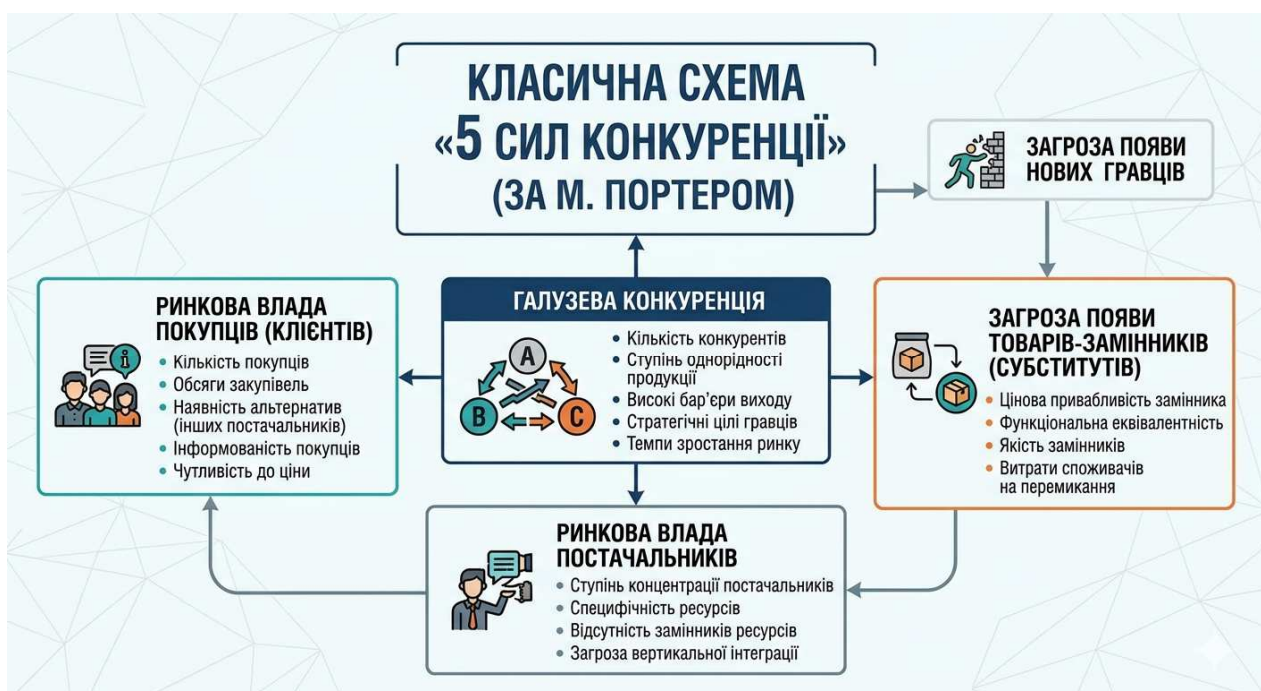 КЛАСИЧНА СХЕМА
«5 СИЛ КОНКУРЕНЦІЇ»
(ЗА М. ПОРТЕРОМ)
ЗАГРОЗА ПОЯВИ
НОВИХ ГРАВЦІВ
РИНКОВА ВЛАДА
ПОКУПЦІВ (КЛІЄНТІВ)
• Кількість покупців
• Обсяги закупівель
• Наявність альтернатив
(інших постачальників)
• Інформованість покупців
• Чутливість до ціни
ГАЛУЗЕВА КОНКУРЕНЦІЯ
A
B
C
• Кількість конкурентів
• Ступінь однорідності
продукції
• Високі бар’єри виходу
• Стратегічні цілі гравців
• Темпи зростання ринку
ЗАГРОЗА ПОЯВИ
ТОВАРІВ-ЗАМІННИКІВ
(СУБСТИТУТІВ)
• Цінова привабливість замінника
• Функціональна еквівалентність
• Якість замінників
• Витрати споживачів
на перемикання
РИНКОВА ВЛАДА
ПОСТАЧАЛЬНИКІВ
• Ступінь концентрації постачальників
• Специфічність ресурсів
• Відсутність замінників ресурсів
• Загроза вертикальної інтеграції